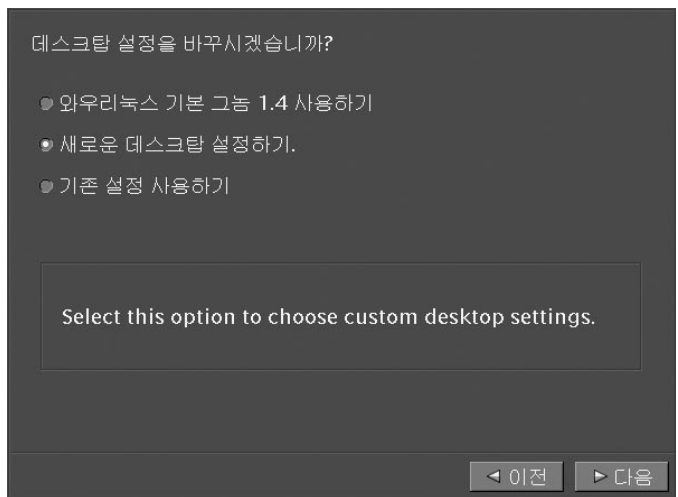 데스크탑 설정을 바꾸시겠습니까?
와우리눅스 기본 그놈 1.4 사용하기
새로운 데스크탑 설정하기.
기존 설정 사용하기
Select this option to choose custom desktop settings.
이전
다음